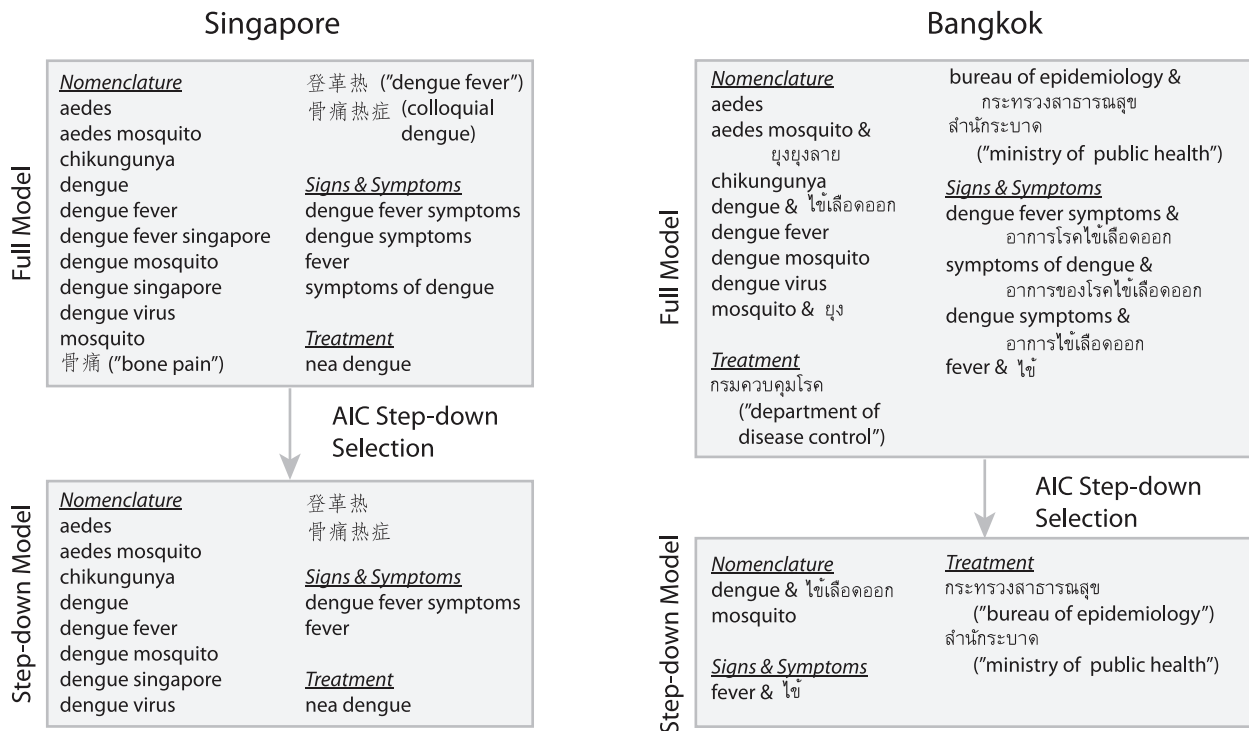 Singapore
Full Model
Nomenclature
aedes
aedes mosquito
chikungunya
dengue
dengue fever
dengue fever singapore
dengue mosquito
dengue singapore
dengue virus
mosquito
骨痛 ("bone pain")
登革热 ("dengue fever")
骨痛热症 (colloquial
dengue)
Signs & Symptoms
dengue fever symptoms
dengue symptoms
fever
symptoms of dengue
Treatment
nea dengue
AIC Step-down
Selection
Step-down Model
Nomenclature
aedes
aedes mosquito
chikungunya
dengue
dengue fever
dengue mosquito
dengue singapore
dengue virus
登革热
骨痛热症
Signs & Symptoms
dengue fever symptoms
fever
Treatment
nea dengue
Bangkok
Full Model
Nomenclature
aedes
aedes mosquito &
ยุงยุงลาย
chikungunya
dengue & ไข้เลือดออก
dengue fever
dengue mosquito
dengue virus
mosquito & ยุง
Treatment
กรมควบคุมโรค
("department of
disease control")
bureau of epidemiology &
กระทรวงสาธารณสุข
สำนักระบาด
("ministry of public health")
Signs & Symptoms
dengue fever symptoms &
อาการโรคไข้เลือดออก
symptoms of dengue &
อาการของโรคไข้เลือดออก
dengue symptoms &
อาการไข้เลือดออก
fever & ไข้
AIC Step-down
Selection
Step-down Model
Nomenclature
dengue & ไข้เลือดออก
mosquito
Signs & Symptoms
fever & ไข้
Treatment
กระทรวงสาธารณสุข
("bureau of epidemiology")
สำนักระบาด
("ministry of public health")